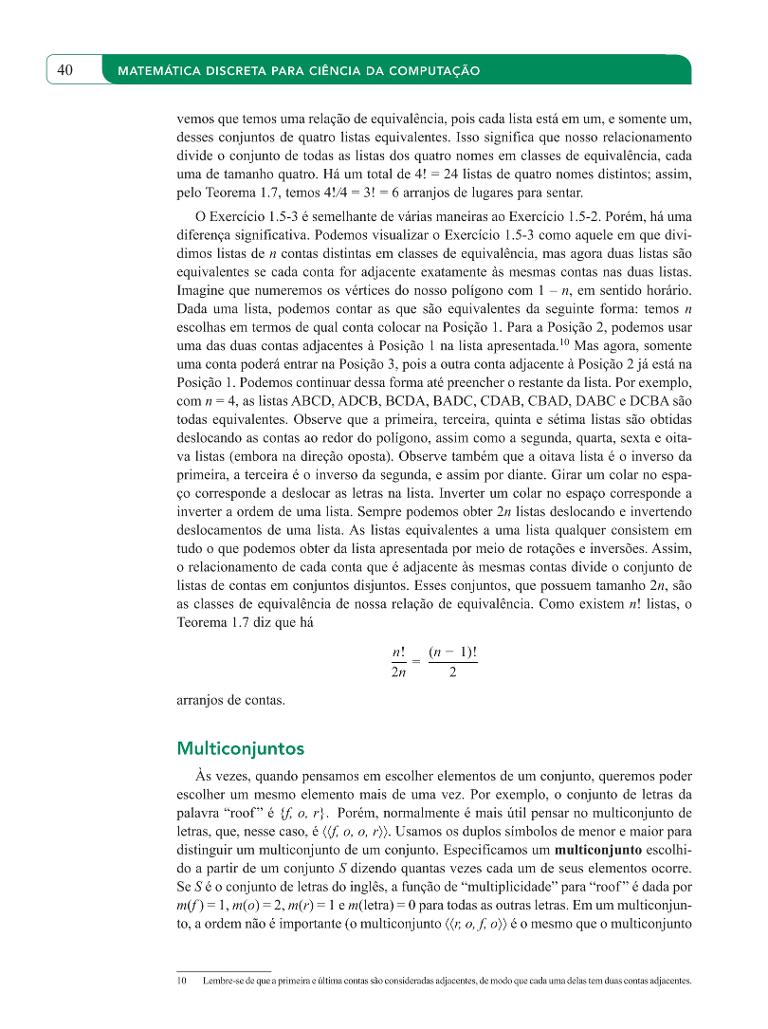 40 MATEMÁTICA DISCRETA PARA CIÊNCIA DA COMPUTAÇÃO
vemos que temos uma relação de equivalência, pois cada lista está em um, e somente um,
desses conjuntos de quatro listas equivalentes. Isso significa que nosso relacionamento
divide o conjunto de todas as listas dos quatro nomes em classes de equivalência, cada
uma de tamanho quatro. Há um total de 4! = 24 listas de quatro nomes distintos; assim,
pelo Teorema 1.7, temos 4!/4 = 3! = 6 arranjos de lugares para sentar.
O Exercício 1.5-3 é semelhante de várias maneiras ao Exercício 1.5-2. Porém, há uma
diferença significativa. Podemos visualizar o Exercício 1.5-3 como aquele em que divi-
dimos listas de n contas distintas em classes de equivalência, mas agora duas listas são
equivalentes se cada conta for adjacente exatamente às mesmas contas nas duas listas.
Imagine que numeremos os vértices do nosso polígono com 1 – n, em sentido horário.
Dada uma lista, podemos contar as que são equivalentes da seguinte forma: temos n
escolhas em termos de qual conta colocar na Posição 1. Para a Posição 2, podemos usar
uma das duas contas adjacentes à Posição 1 na lista apresentada.10 Mas agora, somente
uma conta poderá entrar na Posição 3, pois a outra conta adjacente à Posição 2 já está na
Posição 1. Podemos continuar dessa forma até preencher o restante da lista. Por exemplo,
com n = 4, as listas ABCD, ADCB, BCDA, BADC, CDAB, CBAD, DABC e DCBA são
todas equivalentes. Observe que a primeira, terceira, quinta e sétima listas são obtidas
deslocando as contas ao redor do polígono, assim como a segunda, quarta, sexta e oita-
va listas (embora na direção oposta). Observe também que a oitava lista é o inverso da
primeira, a terceira é o inverso da segunda, e assim por diante. Girar um colar no espa-
ço corresponde a deslocar as letras na lista. Inverter um colar no espaço corresponde a
inverter a ordem de uma lista. Sempre podemos obter 2n listas deslocando e invertendo
deslocamentos de uma lista. As listas equivalentes a uma lista qualquer consistem em
tudo o que podemos obter da lista apresentada por meio de rotações e inversões. Assim,
o relacionamento de cada conta que é adjacente às mesmas contas divide o conjunto de
listas de contas em conjuntos disjuntos. Esses conjuntos, que possuem tamanho 2n, são
as classes de equivalência de nossa relação de equivalência. Como existem n! listas, o
Teorema 1.7 diz que há
n!/2n = (n − 1)!/2
arranjos de contas.
Multiconjuntos
Às vezes, quando pensamos em escolher elementos de um conjunto, queremos poder
escolher um mesmo elemento mais de uma vez. Por exemplo, o conjunto de letras da
palavra “roof” é {f, o, r}. Porém, normalmente é mais útil pensar no multiconjunto de
letras, que, nesse caso, é ⟨⟨f, o, o, r⟩⟩. Usamos os duplos símbolos de menor e maior para
distinguir um multiconjunto de um conjunto. Especificamos um multiconjunto escolhi-
do a partir de um conjunto S dizendo quantas vezes cada um de seus elementos ocorre.
Se S é o conjunto de letras do inglês, a função de “multiplicidade” para “roof” é dada por
m(f) = 1, m(o) = 2, m(r) = 1 e m(letra) = 0 para todas as outras letras. Em um multiconjun-
to, a ordem não é importante (o multiconjunto ⟨⟨r, o, f, o⟩⟩ é o mesmo que o multiconjunto
10 Lembre-se de que a primeira e última contas são consideradas adjacentes, de modo que cada uma delas tem duas contas adjacentes.